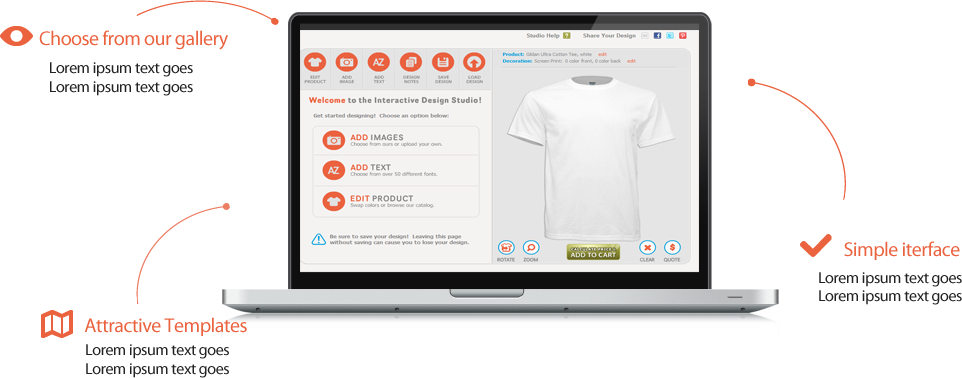 Choose from our gallery
Lorem ipsum text goes
Lorem ipsum text goes
Studio Help ?
Share Your Design
EDIT PRODUCT
ADD IMAGE
AZ
ADD TEXT
DESIGN NOTES
SAVE DESIGN
LOAD DESIGN
Product: Gildan Ultra Cotton Tee, white edit
Decoration: Screen Print: 0 color front, 0 color back edit
Welcome to the Interactive Design Studio!
Get started designing! Choose an option below:
ADD IMAGES
Choose from ours or upload your own.
AZ
ADD TEXT
Choose from over 50 different fonts.
EDIT PRODUCT
Swap colors or browse our catalog.
Be sure to save your design! Leaving this page
without saving can cause you to lose your design.
ROTATE
ZOOM
ADD TO CART
CLEAR
$
QUOTE
Simple iterface
Lorem ipsum text goes
Lorem ipsum text goes
Attractive Templates
Lorem ipsum text goes
Lorem ipsum text goes